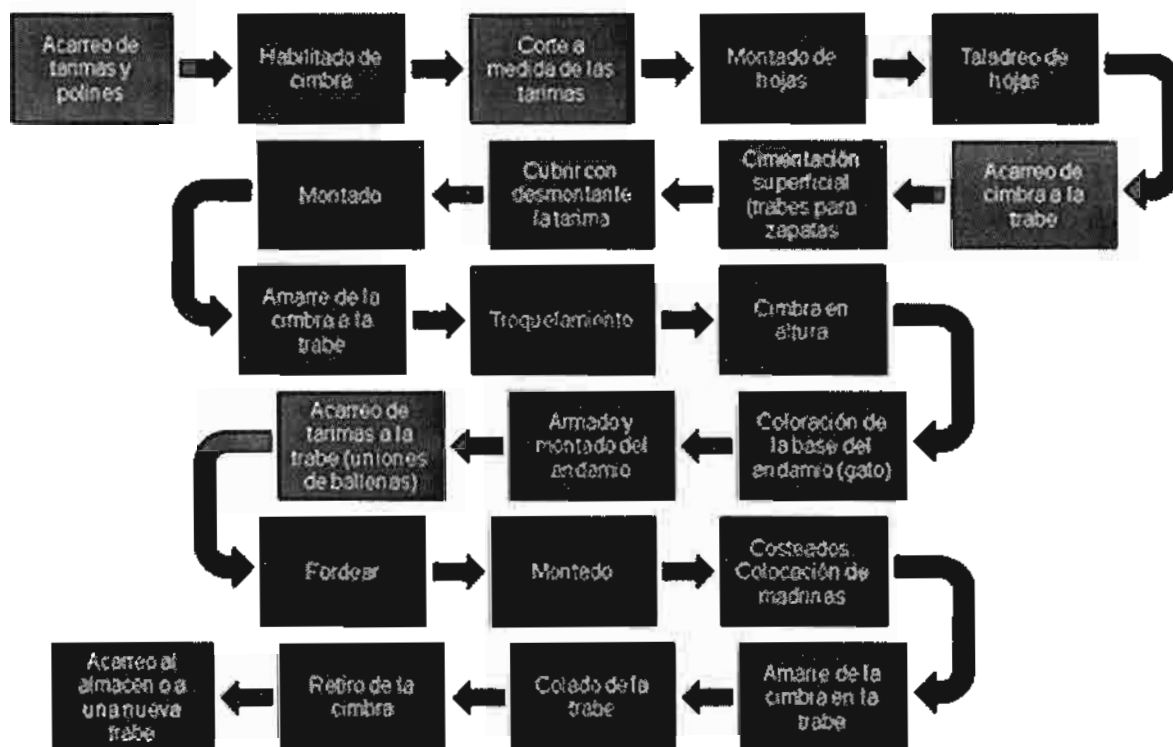 Acarreo de
tarimas y
polines
Habilitado de
cimbra
Corte a
medida de las
tarimas
Montado de
hojas
Taladreo de
hojas
Acarreo de
cimbra a la
trabe
Cimentación
superficial
(trabes para
zapatas
Cubrir con
desmontante
la tarima
Montado
Amarre de la
cimbra a la
trabe
Troquelamiento
Cimbra en
altura
Coloración de
la base del
andamio (gato)
Armado y
montado del
andamio
Acarreo de
tarimas a la
trabe (uniones
de ballenas)
Fordear
Montado
Costeados.
Colocación de
madrinas
Amarre de la
cimbra en la
trabe
Colado de la
trabe
Retiro de la
cimbra
Acarreo al
almacén o a
una nueva
trabe